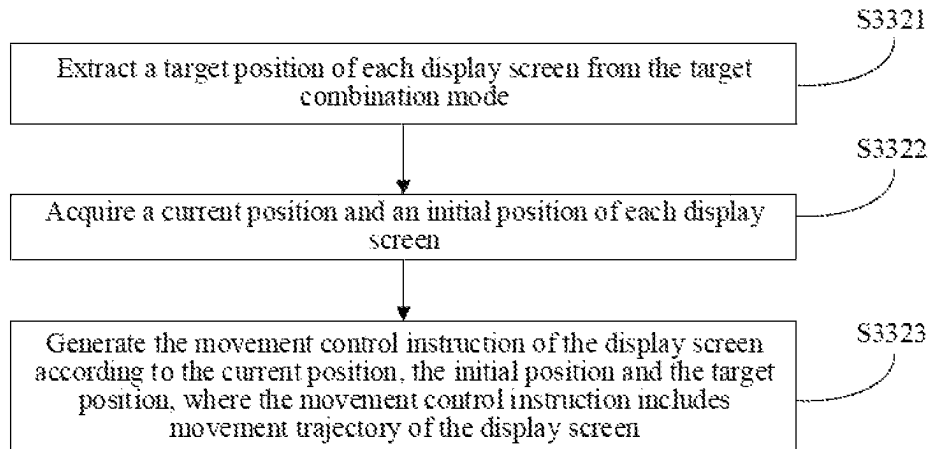 S3321
Extract a target position of each display screen from the target
combination mode
S3322
Acquire a current position and an initial position of each display
screen
S3323
Generate the movement control instruction of the display screen
according to the current position, the initial position and the target
position, where the movement control instruction includes
movement trajectory of the display screen